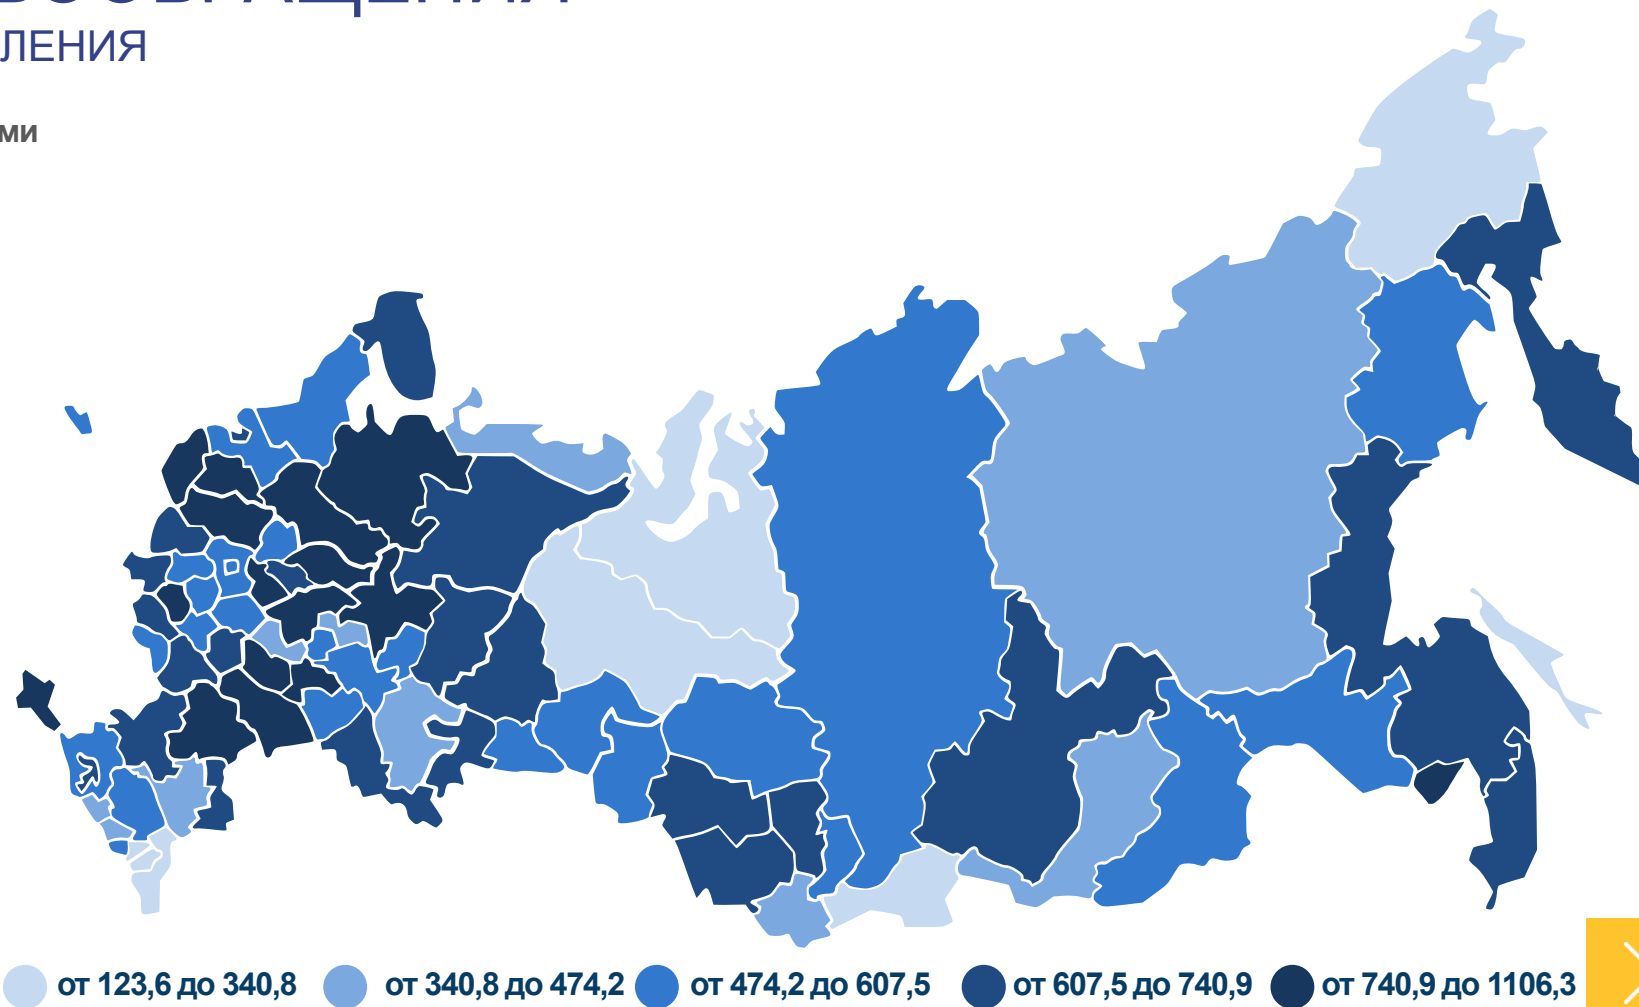 ЛЕНИЯ
ми
от 123,6 до 340,8
от 340,8 до 474,2
от 474,2 до 607,5
от 607,5 до 740,9
от 740,9 до 1106,3